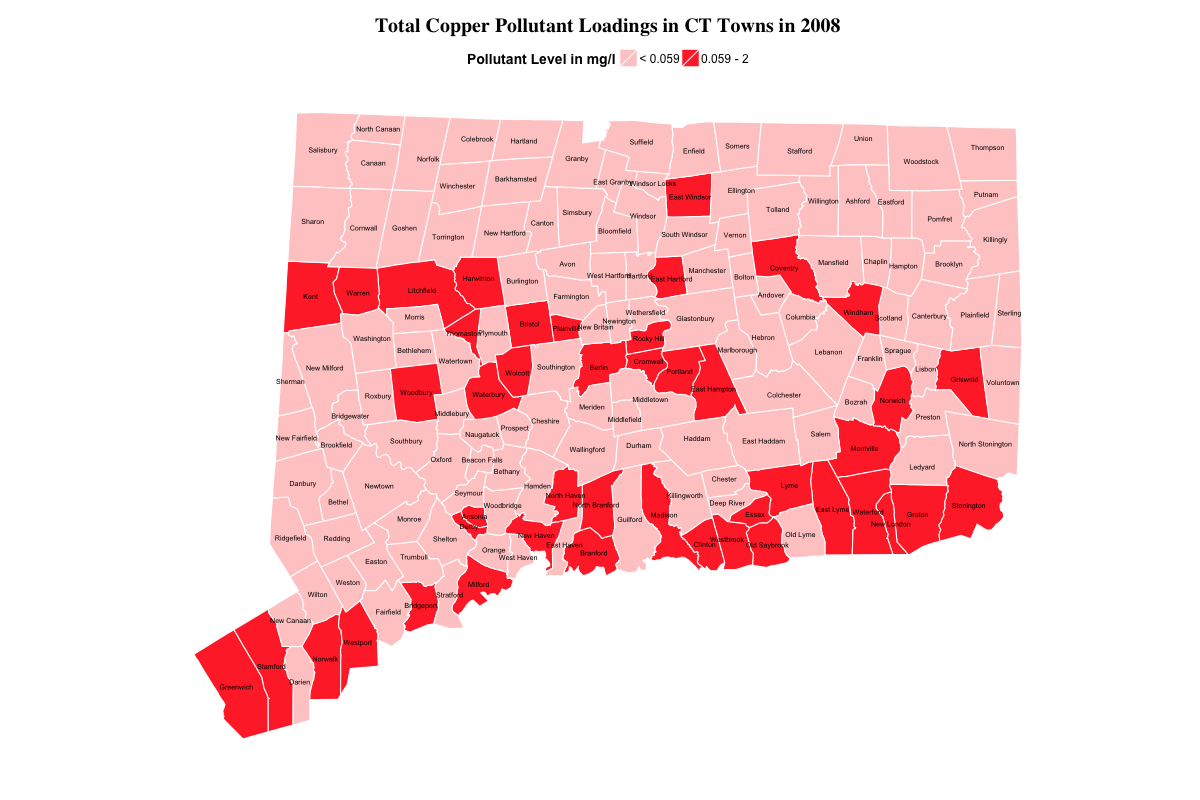 Total Copper Pollutant Loadings in CT Towns in 2008
Pollutant Level in mg/l < 0.059 0.059 - 2
North Canaan
Colebrook
Hartland
Suffield
Union
Salisbury
Canaan
Norfolk
Granby
Enfield
Somers
Stafford
Woodstock
Thompson
Winchester
Barkhamsted
East Granby
Windsor Locks
East Windsor
Ellington
Willington
Ashford
Eastford
Putnam
Sharon
Cornwall
Goshen
Torrington
New Hartford
Canton
Simsbury
Bloomfield
Windsor
South Windsor
Vernon
Tolland
Pomfret
Killingly
Kent
Warren
Litchfield
Harwinton
Burlington
Avon
West Hartford
Hartford
East Hartford
Manchester
Bolton
Coventry
Mansfield
Chaplin
Hampton
Brooklyn
Morris
Farmington
Andover
Washington
Thomaston
Plymouth
Bristol
Plainville
New Britain
Newington
Wethersfield
Rocky Hill
Glastonbury
Hebron
Columbia
Windham
Scotland
Canterbury
Plainfield
Sterling
Bethlehem
Watertown
Marlborough
Lebanon
Franklin
Sprague
Lisbon
New Milford
Sherman
Roxbury
Woodbury
Waterbury
Wolcott
Southington
Berlin
Cromwell
Portland
East Hampton
Colchester
Bozrah
Norwich
Griswold
Voluntown
Bridgewater
Middlebury
Meriden
Middletown
Middlefield
Preston
New Fairfield
Brookfield
Southbury
Naugatuck
Prospect
Cheshire
Wallingford
Durham
Haddam
East Haddam
Salem
Montville
Ledyard
North Stonington
Oxford
Beacon Falls
Bethany
Danbury
Bethel
Newtown
Seymour
Woodbridge
Hamden
North Haven
North Branford
Guilford
Madison
Killingworth
Chester
Deep River
Essex
Lyme
East Lyme
Waterford
New London
Groton
Stonington
Ridgefield
Redding
Monroe
Ansonia
Derby
Shelton
Orange
New Haven
West Haven
East Haven
Branford
Clinton
Westbrook
Old Saybrook
Old Lyme
Easton
Trumbull
Weston
Wilton
Milford
Stratford
Bridgeport
Fairfield
New Canaan
Westport
Norwalk
Stamford
Darien
Greenwich